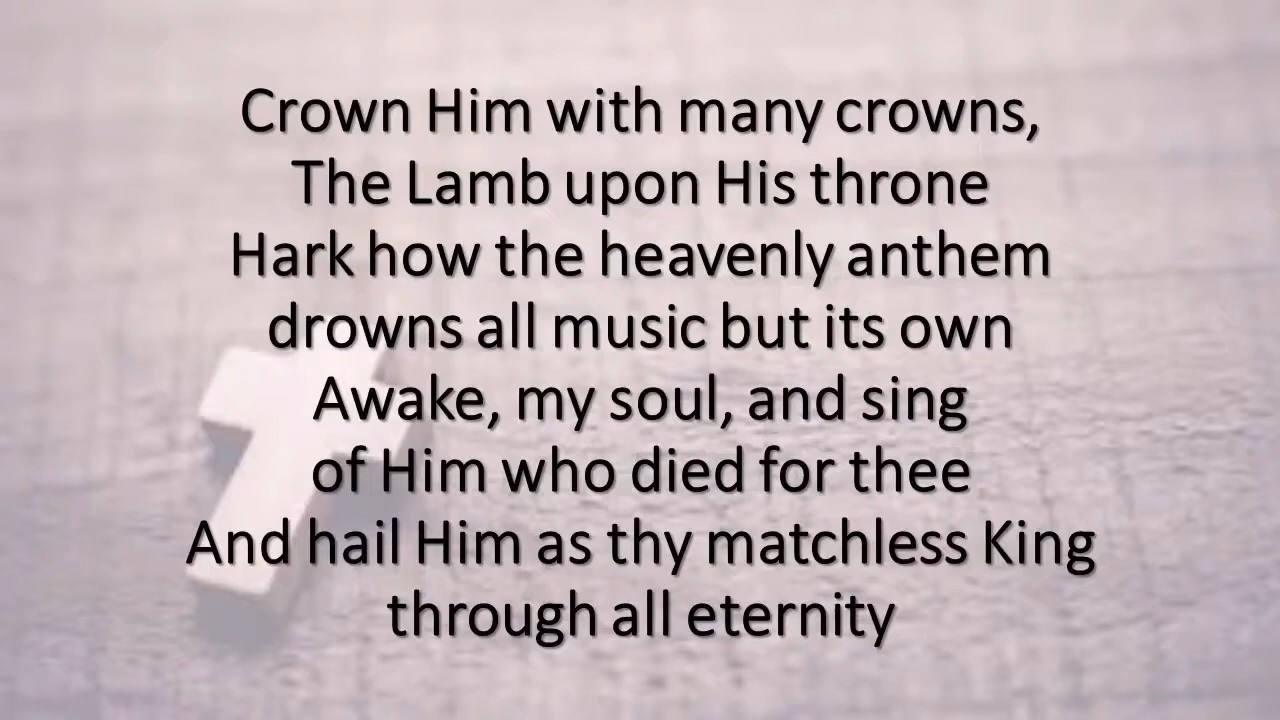 Crown Him with many crowns,
The Lamb upon His throne
Hark how the heavenly anthem
drowns all music but its own
Awake, my soul, and sing
of Him who died for thee
And hail Him as thy matchless King
through all eternity